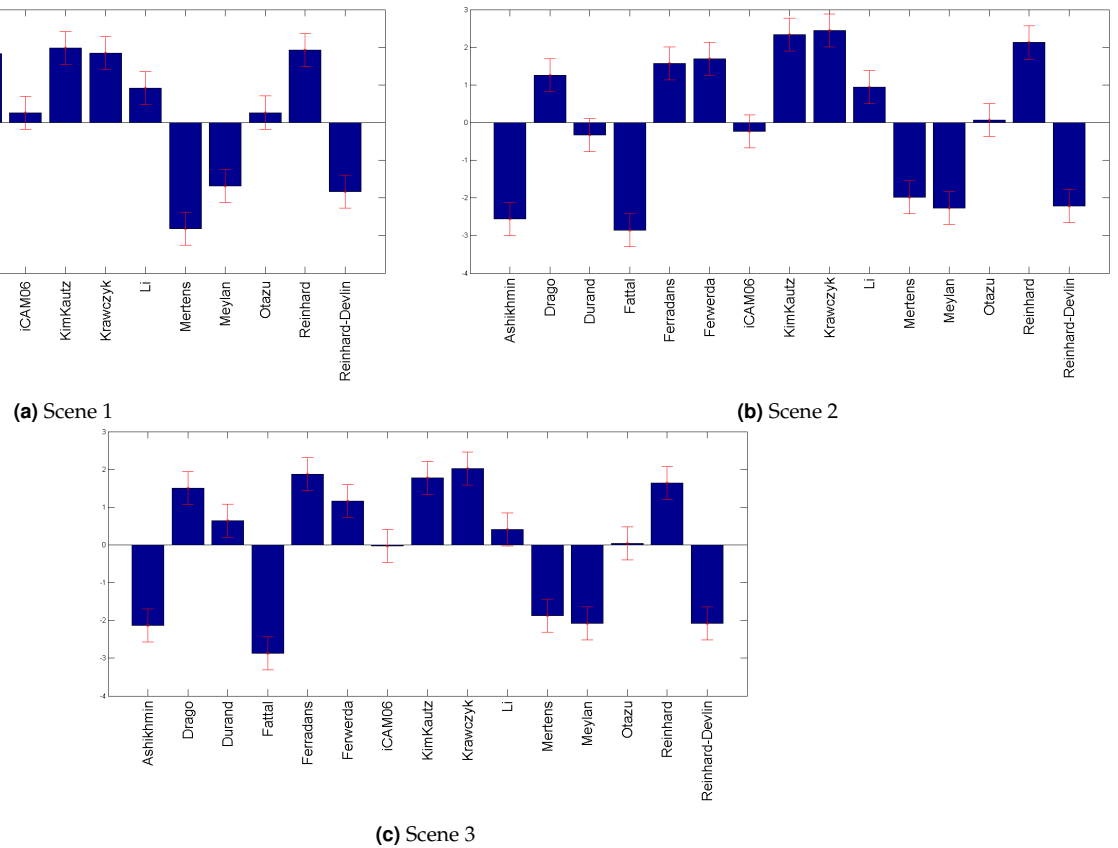 3
2
1
0
-1
-2
-3
-4
iCAM06
KimKautz
Krawczyk
Li
Mertens
Meylan
Otazu
Reinhard
Reinhard-Devlin
Ashikhmin
Drago
Durand
Fattal
Ferradans
Ferwerda
iCAM06
KimKautz
Krawczyk
Li
Mertens
Meylan
Otazu
Reinhard
Reinhard-Devlin
(a) Scene 1
(b) Scene 2
3
2
1
0
-1
-2
-3
-4
Ashikhmin
Drago
Durand
Fattal
Ferradans
Ferwerda
iCAM06
KimKautz
Krawczyk
Li
Mertens
Meylan
Otazu
Reinhard
Reinhard-Devlin
(c) Scene 3